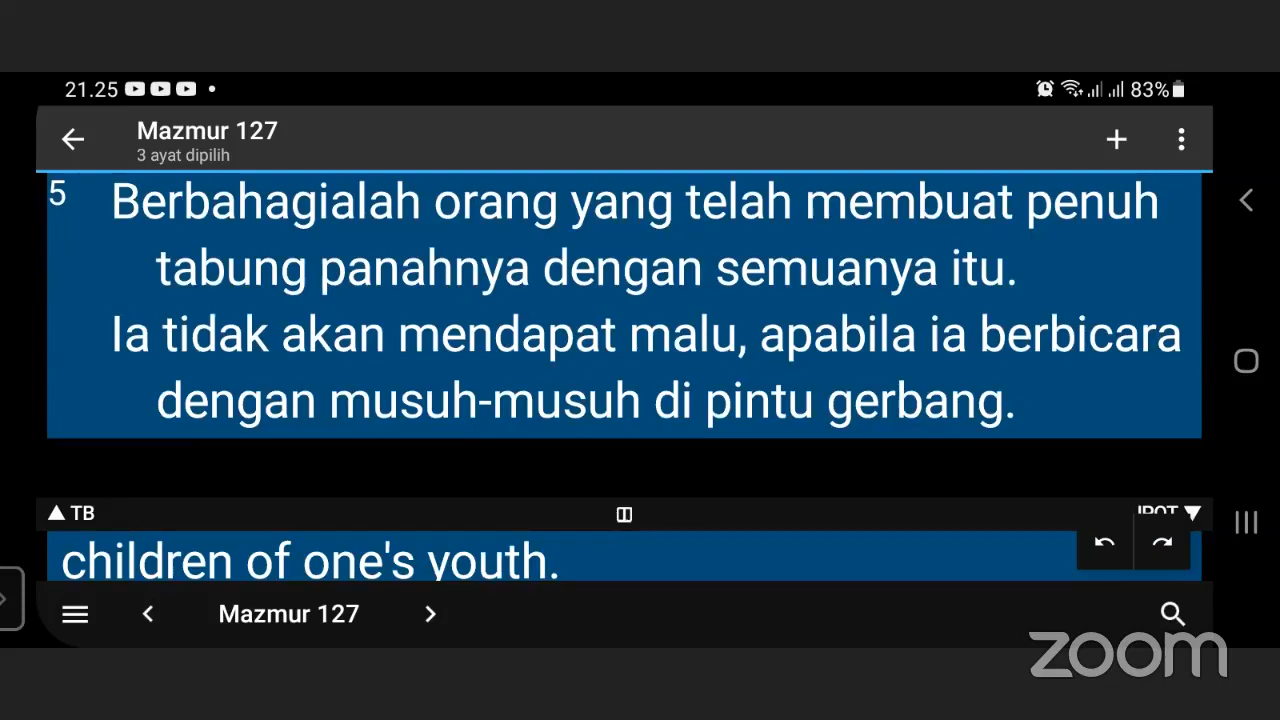 21.25
83%
Mazmur 127
3 ayat dipilih
5 Berbahagialah orang yang telah membuat penuh
tabung panahnya dengan semuanya itu.
Ia tidak akan mendapat malu, apabila ia berbicara
dengan musuh-musuh di pintu gerbang.
▲ TB
children of one's youth.
Mazmur 127
zoom